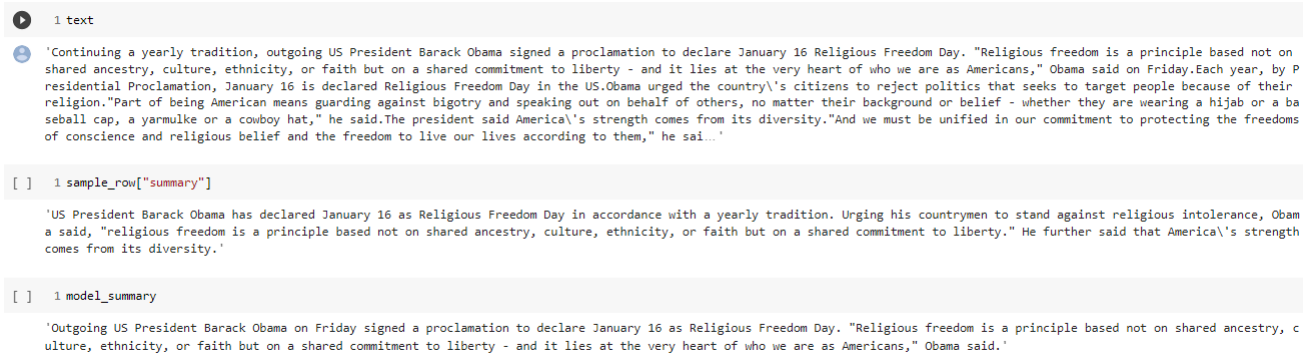 1 text
'Continuing a yearly tradition, outgoing US President Barack Obama signed a proclamation to declare January 16 Religious Freedom Day. "Religious freedom is a principle based not on
shared ancestry, culture, ethnicity, or faith but on a shared commitment to liberty - and it lies at the very heart of who we are as Americans," Obama said on Friday.Each year, by P
residential Proclamation, January 16 is declared Religious Freedom Day in the US.Obama urged the country\'s citizens to reject politics that seeks to target people because of their
religion."Part of being American means guarding against bigotry and speaking out on behalf of others, no matter their background or belief - whether they are wearing a hijab or a ba
seball cap, a yarmulke or a cowboy hat," he said.The president said America\'s strength comes from its diversity."And we must be unified in our commitment to protecting the freedoms
of conscience and religious belief and the freedom to live our lives according to them," he sai…'
[ ] 1 sample_row["summary"]
'US President Barack Obama has declared January 16 as Religious Freedom Day in accordance with a yearly tradition. Urging his countrymen to stand against religious intolerance, Obam
a said, "religious freedom is a principle based not on shared ancestry, culture, ethnicity, or faith but on a shared commitment to liberty." He further said that America\'s strength
comes from its diversity.'
[ ] 1 model_summary
'Outgoing US President Barack Obama on Friday signed a proclamation to declare January 16 as Religious Freedom Day. "Religious freedom is a principle based not on shared ancestry, c
ulture, ethnicity, or faith but on a shared commitment to liberty - and it lies at the very heart of who we are as Americans," Obama said.'